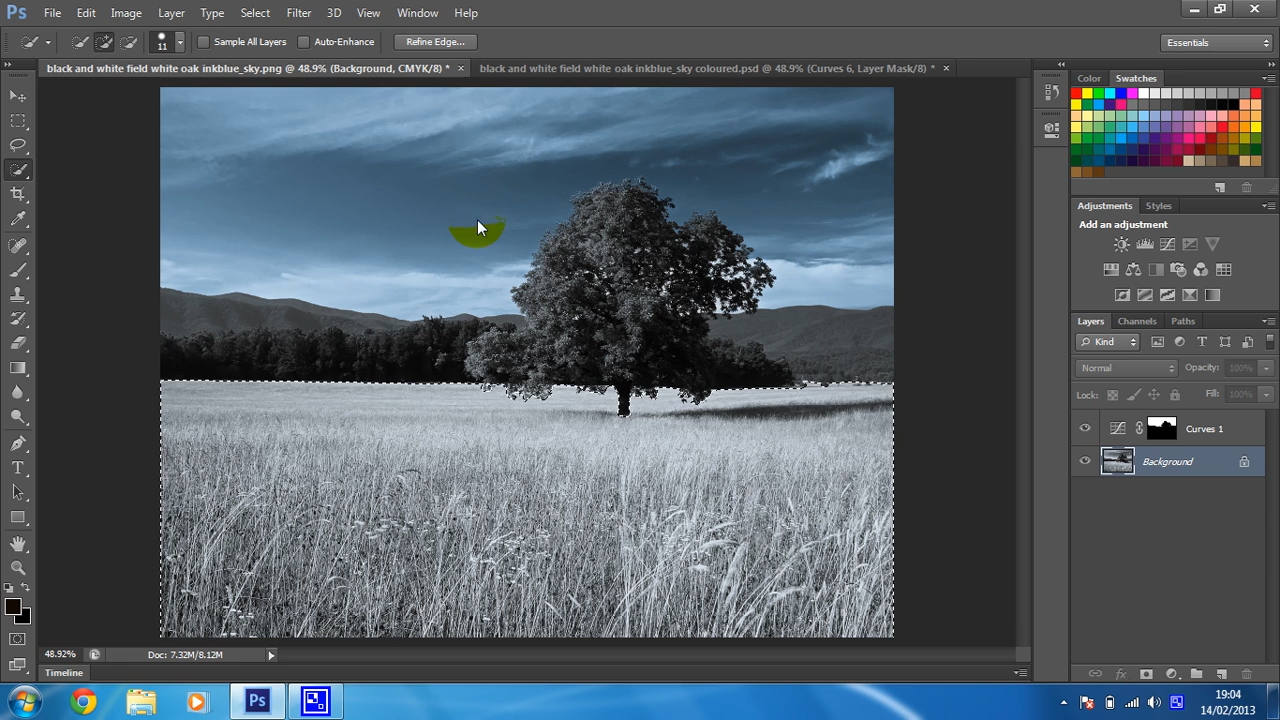 Ps File Edit Image Layer Type Select Filter 3D View Window Help
11 Sample All Layers Auto-Enhance Refine Edge... Essentials
black and white field white oak inkblue_sky.png @ 48.9% (Background, CMYK/8) * × black and white field white oak inkblue_sky coloured.psd @ 48.9% (Curves 6, Layer Mask/8) * ×
Color Swatches
Adjustments Styles
Add an adjustment
Layers Channels Paths
Kind
Normal Opacity: 100%
Lock: Fill: 100%
Curves 1
Background
48.92% Doc: 7.32M/8.12M
Timeline
Ps
19:04
14/02/2013